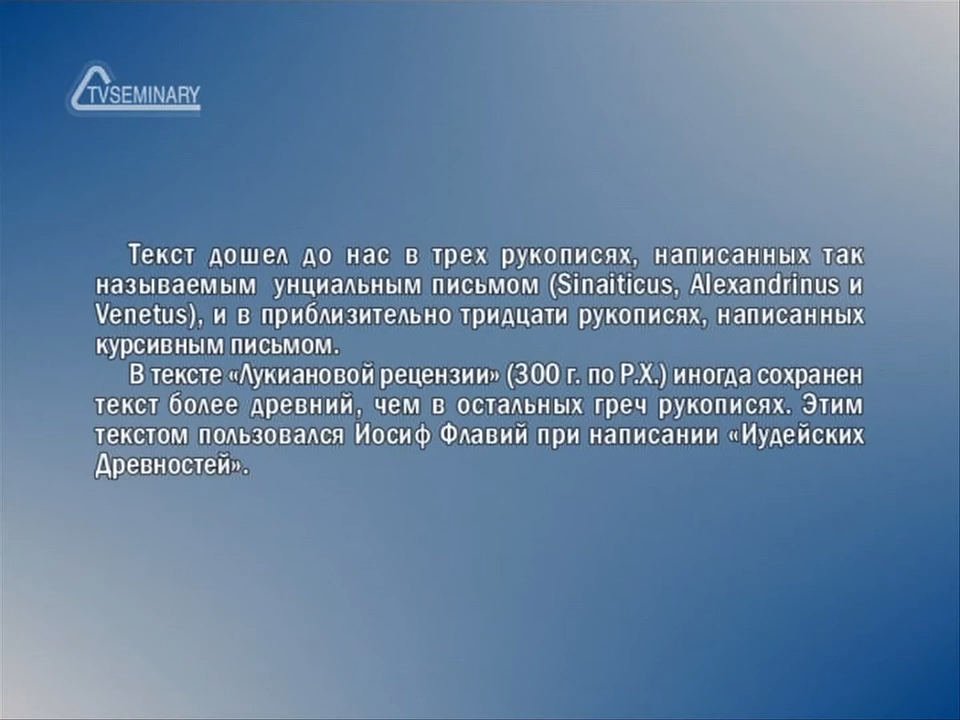 TVSEMINARY
Текст дошел до нас в трех рукописях, написанных так
называемым унциальным письмом (Sinaiticus, Alexandrinus и
Venetus), и в приблизительно тридцати рукописях, написанных
курсивным письмом.
В тексте «Лукиановой рецензии» (300 г. по Р.Х.) иногда сохранен
текст более древний, чем в остальных греч рукописях. Этим
текстом пользовался Иосиф Флавий при написании «Иудейских
Древностей».